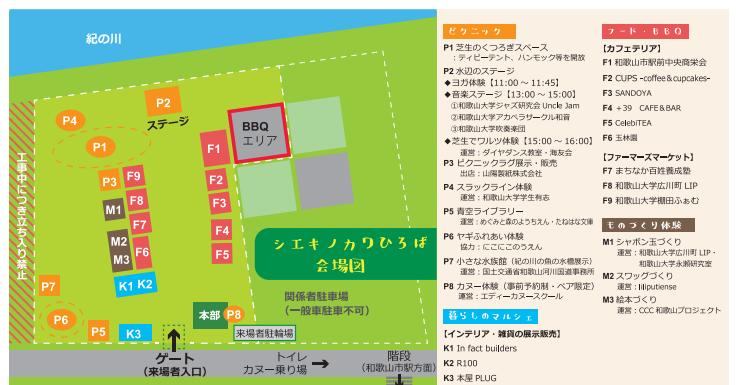 紀の川
P4
P1
P2
ステージ
BBQ
エリア
F1
F2
F3
F4
F5
P3
F9
F8
F7
F6
M1
M2
M3
K1 K2
工事中につき立ち入り禁止
P7
P6
P5
K3
本部
P8
来場者駐輪場
シエキノカワひろば
会場図
関係者駐車場
（一般車駐車不可）
ゲート
（来場者入口）
トイレ
カヌー乗り場
階段
(和歌山市駅方面)
ピクニック
P1 芝生のくつろぎスペース
：ティピーテント、ハンモック等を開放
P2 水辺のステージ
◆ヨガ体験【11:00 ～ 11:45】
◆音楽ステージ【13:00 ～ 15:00】
①和歌山大学ジャズ研究会 Uncle Jam
②和歌山大学アカペラサークル和音
③和歌山大学吹奏楽団
◆芝生でワルツ体験【15:00 ～ 16:00】
運営：ダイヤダンス教室・海友会
P3 ピクニックラグ展示・販売
出店：山陽製紙株式会社
P4 スラックライン体験
運営：和歌山大学学生有志
P5 青空ライブラリー
運営：めぐみと森のようちえん・たねはな文庫
P6 ヤギふれあい体験
協力：にこにこのうえん
P7 小さな水族館（紀の川の魚の水槽展示）
運営：国土交通省和歌山河川国道事務所
P8 カヌー体験（事前予約制・ペア限定）
運営：エディーカヌースクール
暮らしのマルシェ
【インテリア・雑貨の展示販売】
K1 In fact builders
K2 R100
K3 本屋 PLUG
フード・BBQ
【カフェテリア】
F1 和歌山市駅前中央商栄会
F2 CUPS -coffee＆cupcakes-
F3 SANDOYA
F4 +39　CAFE＆BAR
F5 CelebiTEA
F6 玉林園
【ファーマーズマーケット】
F7 まちなか百姓養成塾
F8 和歌山大学広川町 LIP
F9 和歌山大学棚田ふぁむ
ものづくり体験
M1 シャボン玉づくり
運営：和歌山大学広川町 LIP・
和歌山大学永瀬研究室
M2 スワッグづくり
運営：liliputiense
M3 絵本づくり
運営：CCC 和歌山プロジェクト